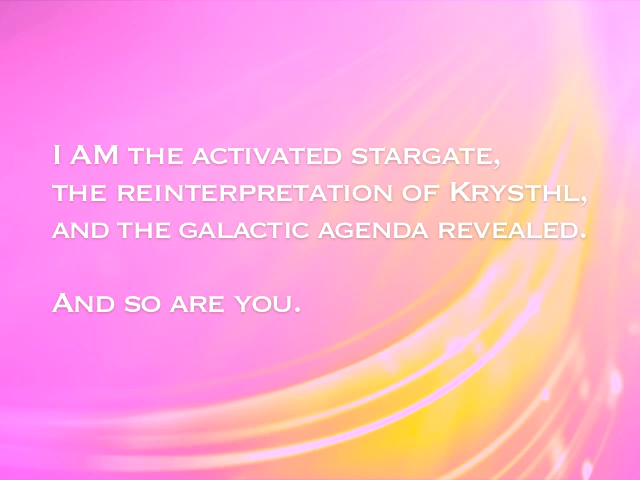 I AM the activated stargate,
the reinterpretation of Krysthl,
and the galactic agenda revealed.
And so are you.